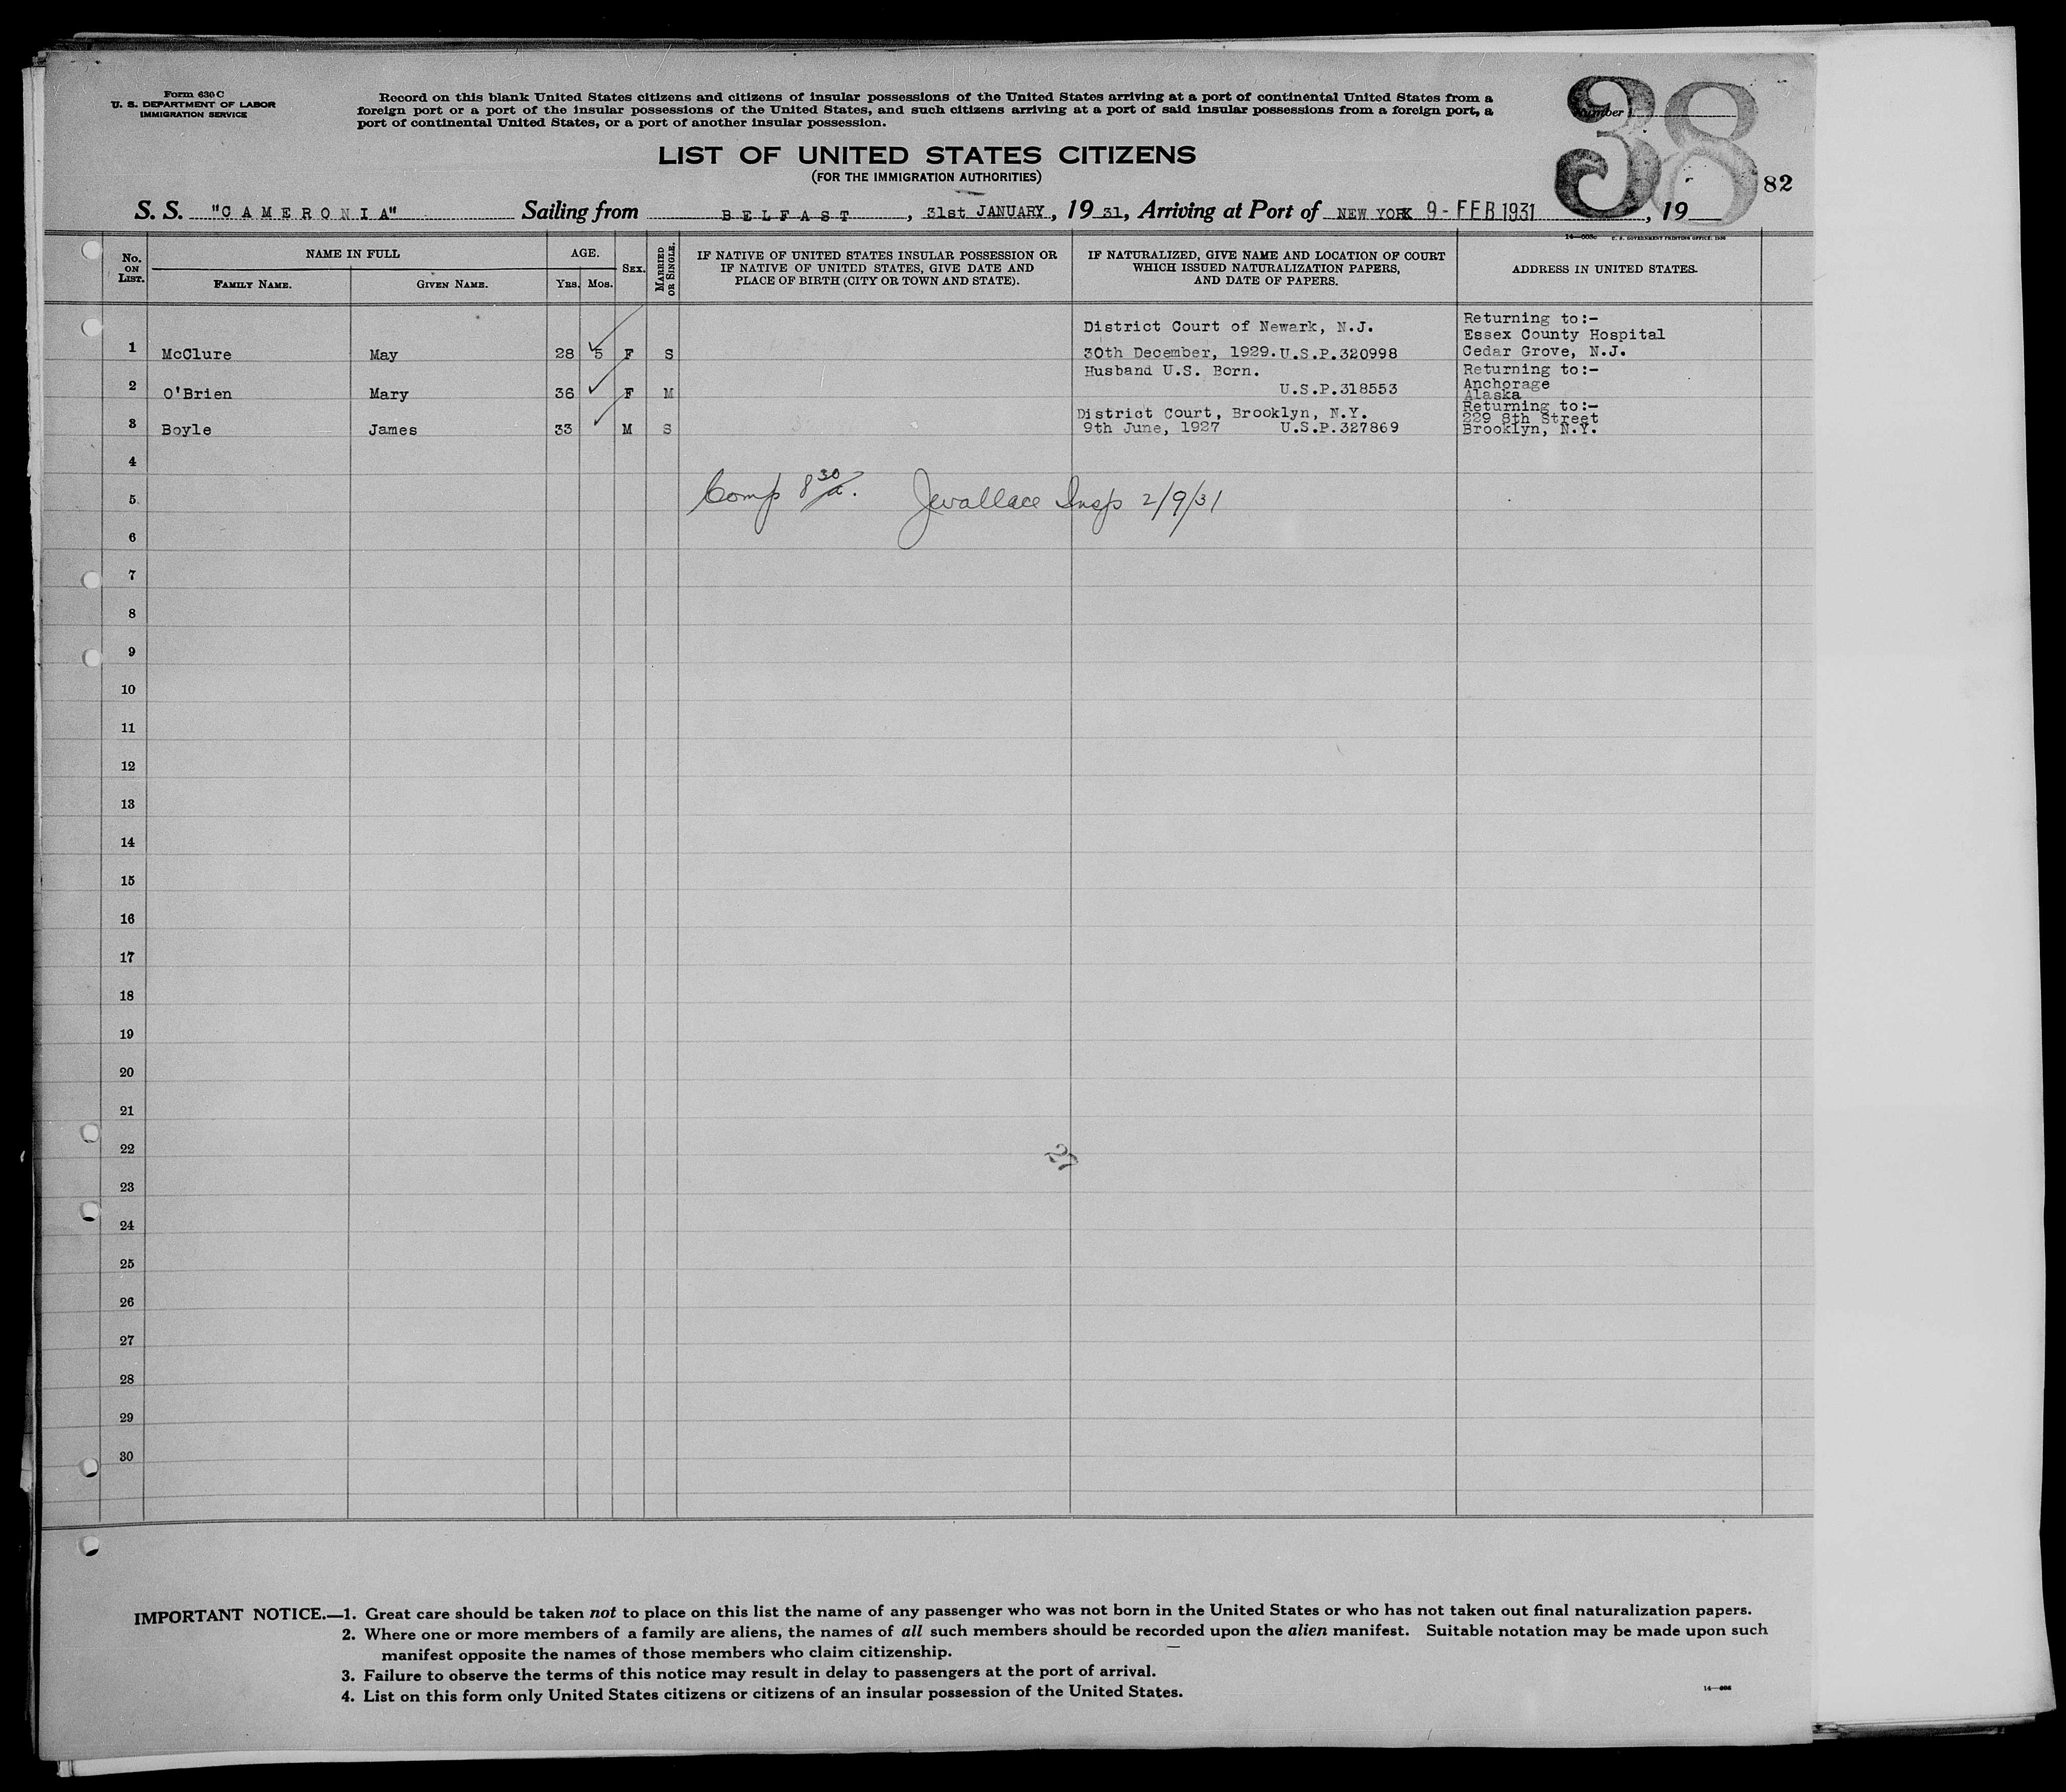 Form 630 C
U. S. DEPARTMENT OF LABOR
IMMIGRATION SERVICE
Record on this blank United States citizens and citizens of insular possessions of the United States arriving at a port of continental United States from a
foreign port or a port of the insular possessions of the United States, and such citizens arriving at a port of said insular possessions from a foreign port, a
port of continental United States, or a port of another insular possession.
38
82
LIST OF UNITED STATES CITIZENS
(FOR THE IMMIGRATION AUTHORITIES)
S. S. "CAMERONIA" Sailing from BELFAST, 31st JANUARY, 19 31, Arriving at Port of NEW YORK 9 - FEB 1931, 19
No. ON LIST.
NAME IN FULL
FAMILY NAME.
GIVEN NAME.
AGE.
YRS. MOS.
SEX.
MARRIED OR SINGLE.
IF NATIVE OF UNITED STATES INSULAR POSSESSION OR
IF NATIVE OF UNITED STATES, GIVE DATE AND
PLACE OF BIRTH (CITY OR TOWN AND STATE).
IF NATURALIZED, GIVE NAME AND LOCATION OF COURT
WHICH ISSUED NATURALIZATION PAPERS,
AND DATE OF PAPERS.
ADDRESS IN UNITED STATES.
1 McClure May 28 5 F S
District Court of Newark, N.J.
30th December, 1929. U.S.P.320998
Returning to:-
Essex County Hospital
Cedar Grove, N.J.
2 O'Brien Mary 36 F M
Husband U.S. Born.
U.S.P.318553
Returning to:-
Anchorage
Alaska
3 Boyle James 33 M S
District Court, Brooklyn, N.Y.
9th June, 1927 U.S.P.327869
Returning to:-
229 8th Street
Brooklyn, N.Y.
4
5 Comp 8 30/a. JWallace Insp 2/9/31
6
7
8
9
10
11
12
13
14
15
16
17
18
19
20
21
22 27
23
24
25
26
27
28
29
30
IMPORTANT NOTICE.—1. Great care should be taken not to place on this list the name of any passenger who was not born in the United States or who has not taken out final naturalization papers.
2. Where one or more members of a family are aliens, the names of all such members should be recorded upon the alien manifest. Suitable notation may be made upon such
manifest opposite the names of those members who claim citizenship.
3. Failure to observe the terms of this notice may result in delay to passengers at the port of arrival.
4. List on this form only United States citizens or citizens of an insular possession of the United States.